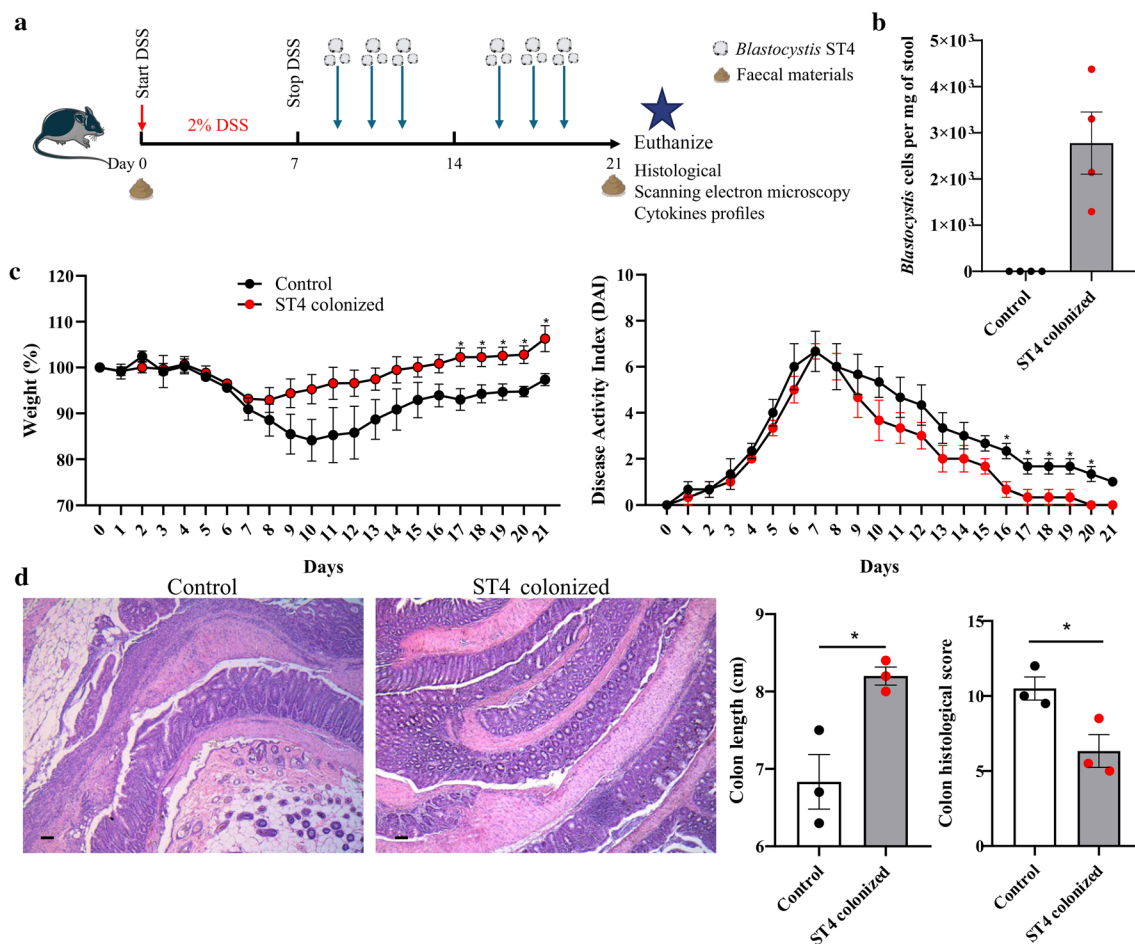 a
Start DSS
2% DSS
Stop DSS
Blastocystis ST4
Faecal materials
Day 0
7
14
21
Euthanize
Histological
Scanning electron microscopy
Cytokines profiles
b
Blastocystis cells per mg of stool
5×10³
4×10³
3×10³
2×10³
1×10³
0
Control
ST4 colonized
c
Control
ST4 colonized
Weight (%)
120
110
100
90
80
70
* * * * *
0 1 2 3 4 5 6 7 8 9 10 11 12 13 14 15 16 17 18 19 20 21
Days
Disease Activity Index (DAI)
10
8
6
4
2
0
* * * * *
0 1 2 3 4 5 6 7 8 9 10 11 12 13 14 15 16 17 18 19 20 21
Days
d
Control
ST4 colonized
Colon length (cm)
9
8
7
6
*
Control
ST4 colonized
Colon histological score
15
10
5
0
*
Control
ST4 colonized